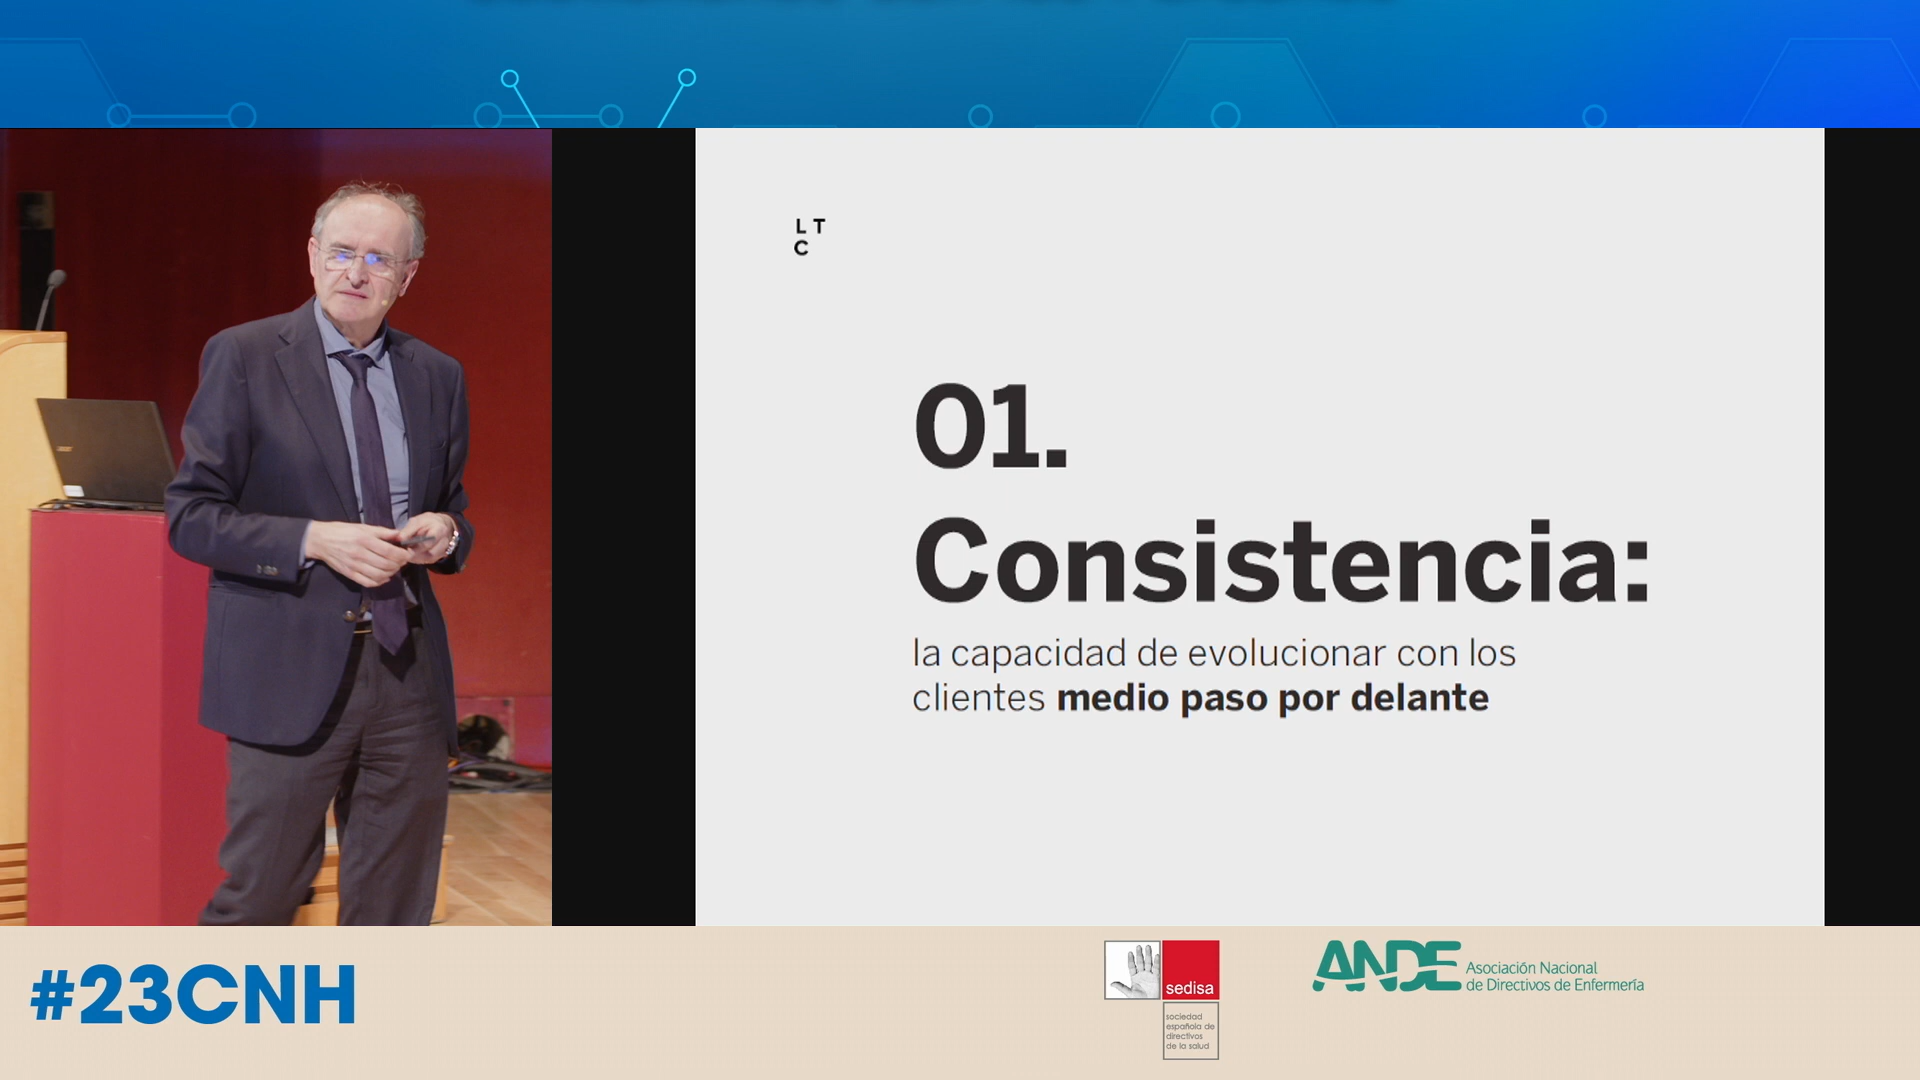 L T
C
01.
Consistencia:
la capacidad de evolucionar con los
clientes medio paso por delante
#23CNH
sedisa
sociedad
española de
directivos
de la salud
ANDE
Asociación Nacional
de Directivos de Enfermería